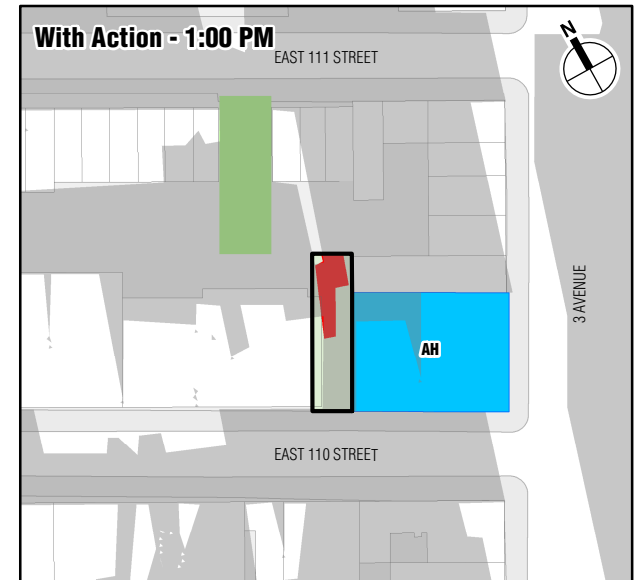 With Action - 1:00 PM
N
EAST 111 STREET
3 AVENUE
AH
EAST 110 STREET